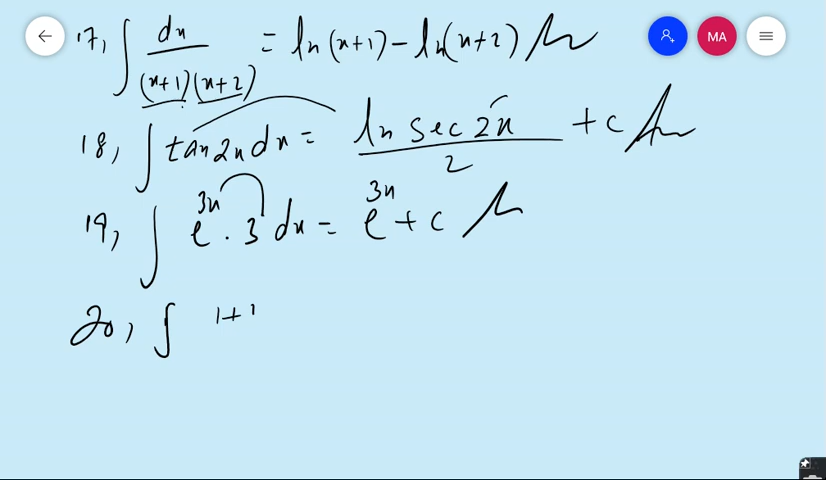 17, ∫ dx / (x+1)(x+2) = ln(x+1) - ln(x+2)
MA
18, ∫ tan2x dx = ln sec 2x / 2 + c
19, ∫ e^3x . 3 dx = e^3x + c
20, ∫ 1+